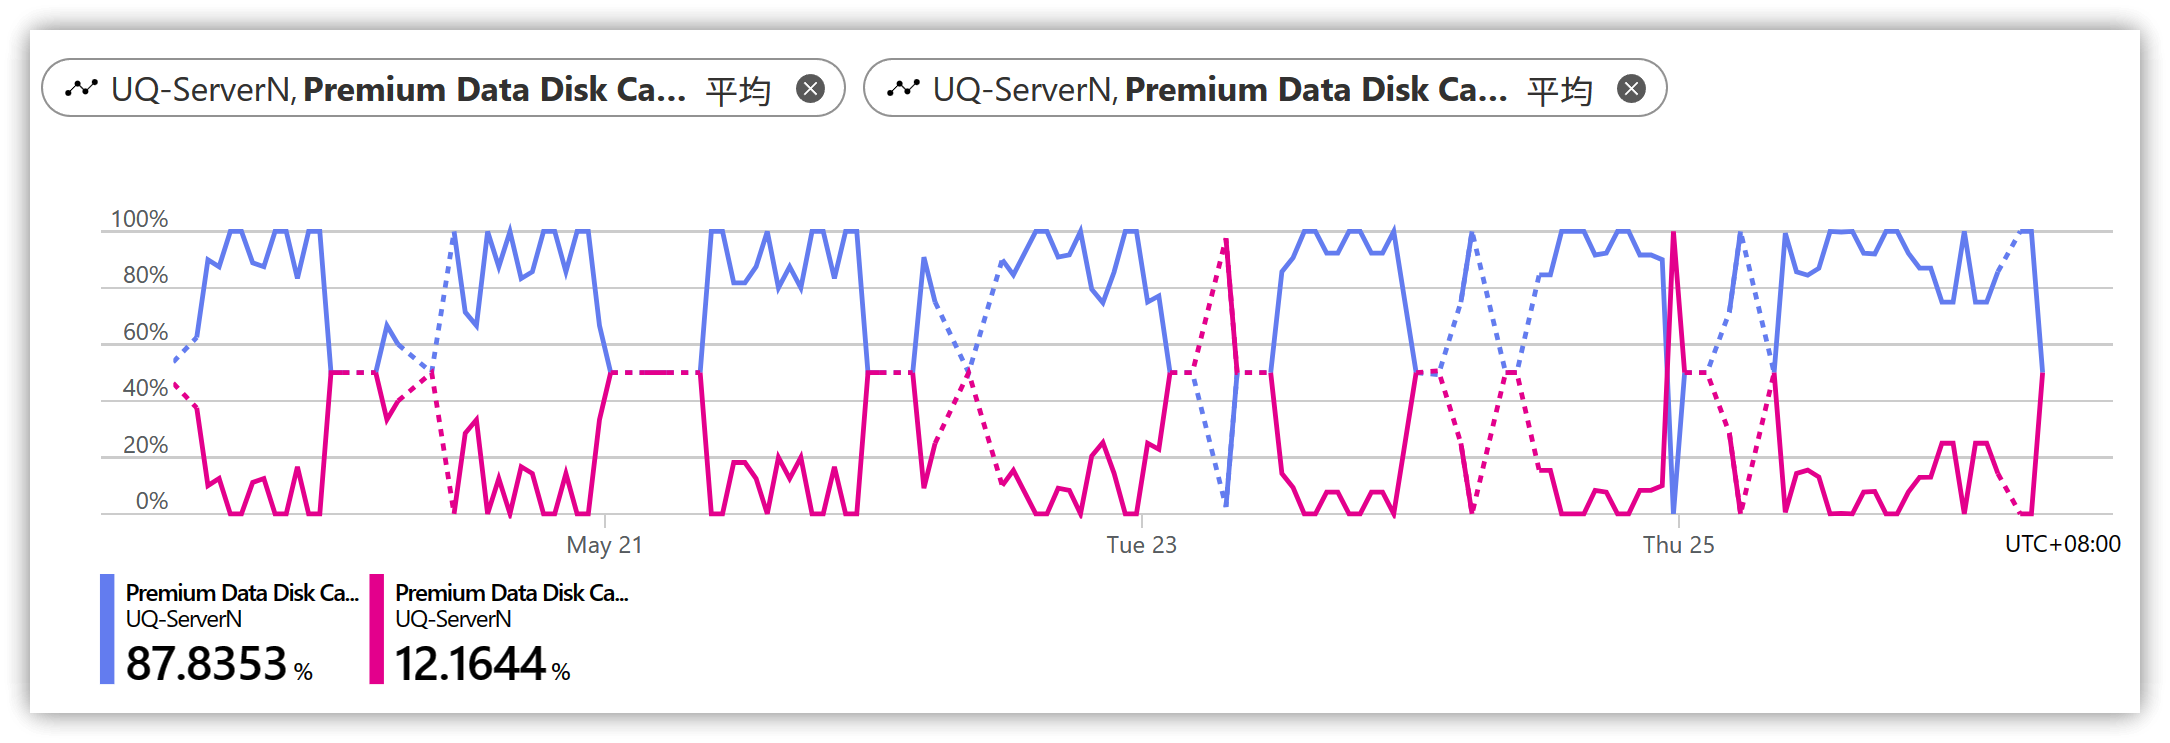 UQ-ServerN, Premium Data Disk Ca... 平均
UQ-ServerN, Premium Data Disk Ca... 平均
100%
80%
60%
40%
20%
0%
May 21
Tue 23
Thu 25
UTC+08:00
Premium Data Disk Ca...
UQ-ServerN
87.8353 %
Premium Data Disk Ca...
UQ-ServerN
12.1644 %